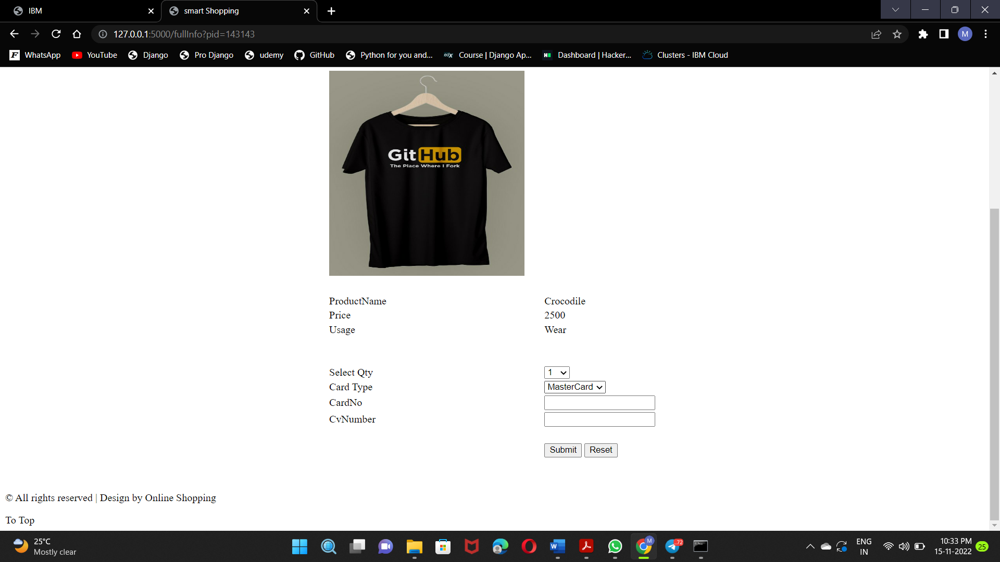 IBM
smart Shopping
127.0.0.1:5000/fullInfo?pid=143143
M
WhatsApp
YouTube
Django
Pro Django
udemy
GitHub
Python for you and...
edX
Course | Django Ap...
Dashboard | Hacker...
Clusters - IBM Cloud
GitHub
The Place Where I Fork
ProductName Crocodile
Price 2500
Usage Wear
Select Qty 1
Card Type MasterCard
CardNo
CvNumber
Submit Reset
© All rights reserved | Design by Online Shopping
To Top
25°C
Mostly clear
M
..72
ENG
IN
10:33 PM
15-11-2022
25